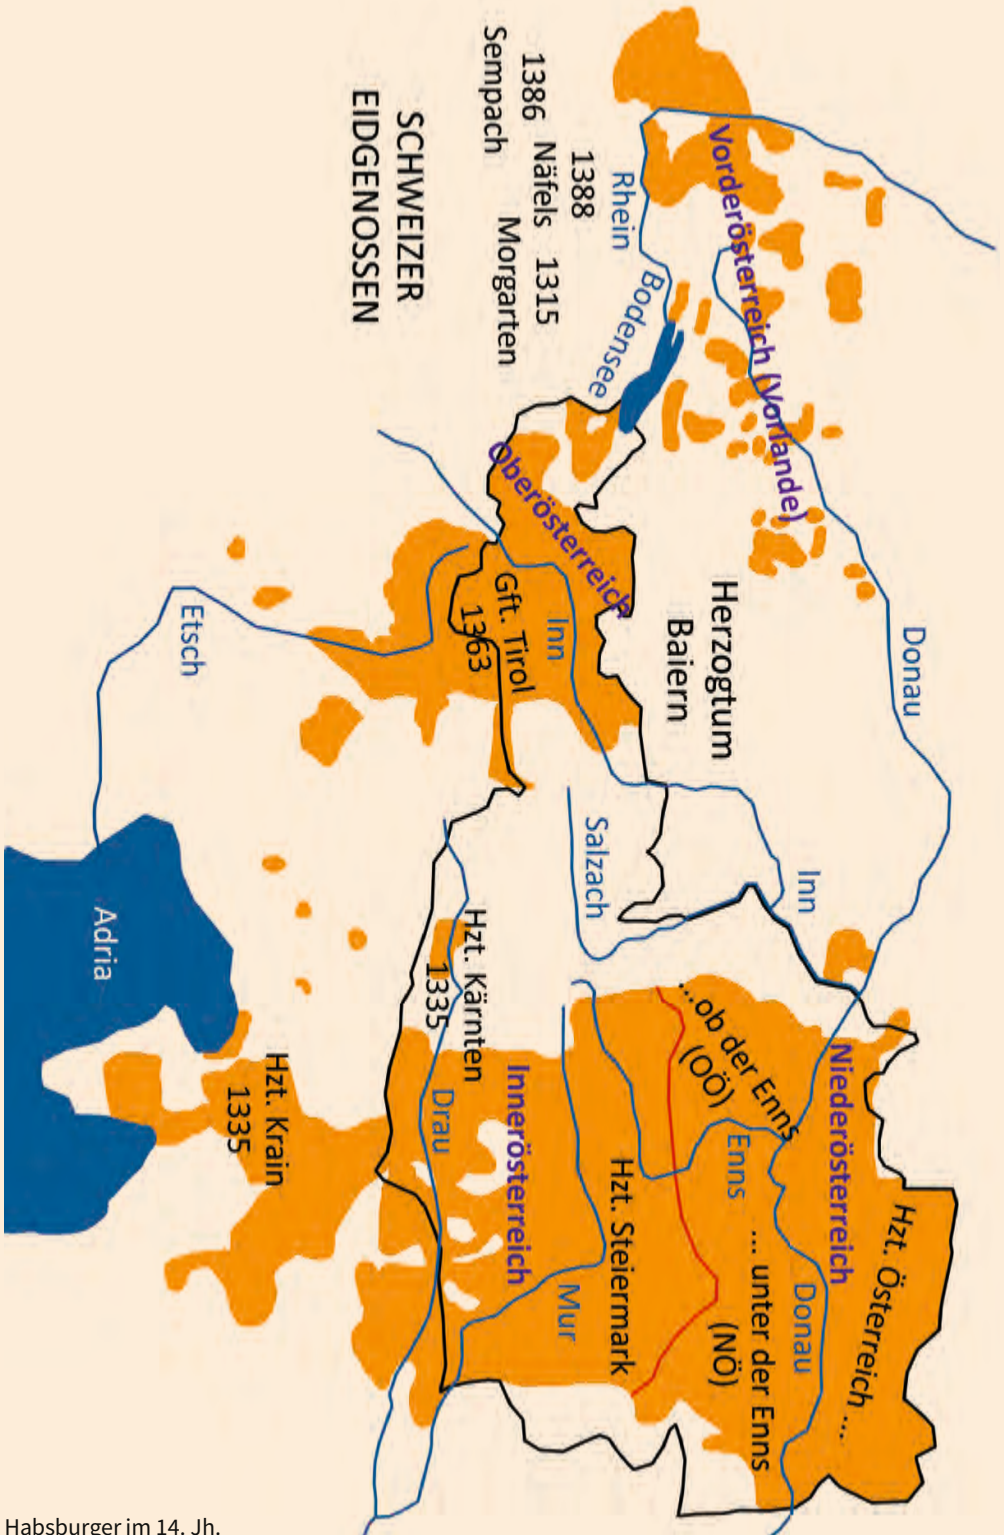 Vorderösterreich (Vorlande)
Donau
Rhein
Bodensee
1388
1386 Näfels 1315
Sempach Morgarten
SCHWEIZER
EIDGENOSSEN
Herzogtum
Baiern
Oberösterreich
Inn
Gft. Tirol
1363
Etsch
Adria
Salzach
Inn
Hzt. Kärnten
1335
Drau
Hzt. Krain
1335
Innerösterreich
Mur
Hzt. Steiermark
Niederösterreich
...ob der Enns
(OÖ)
Enns
Hzt. Österreich ...
Donau
... unter der Enns
(NÖ)
Habsburger im 14. Jh.